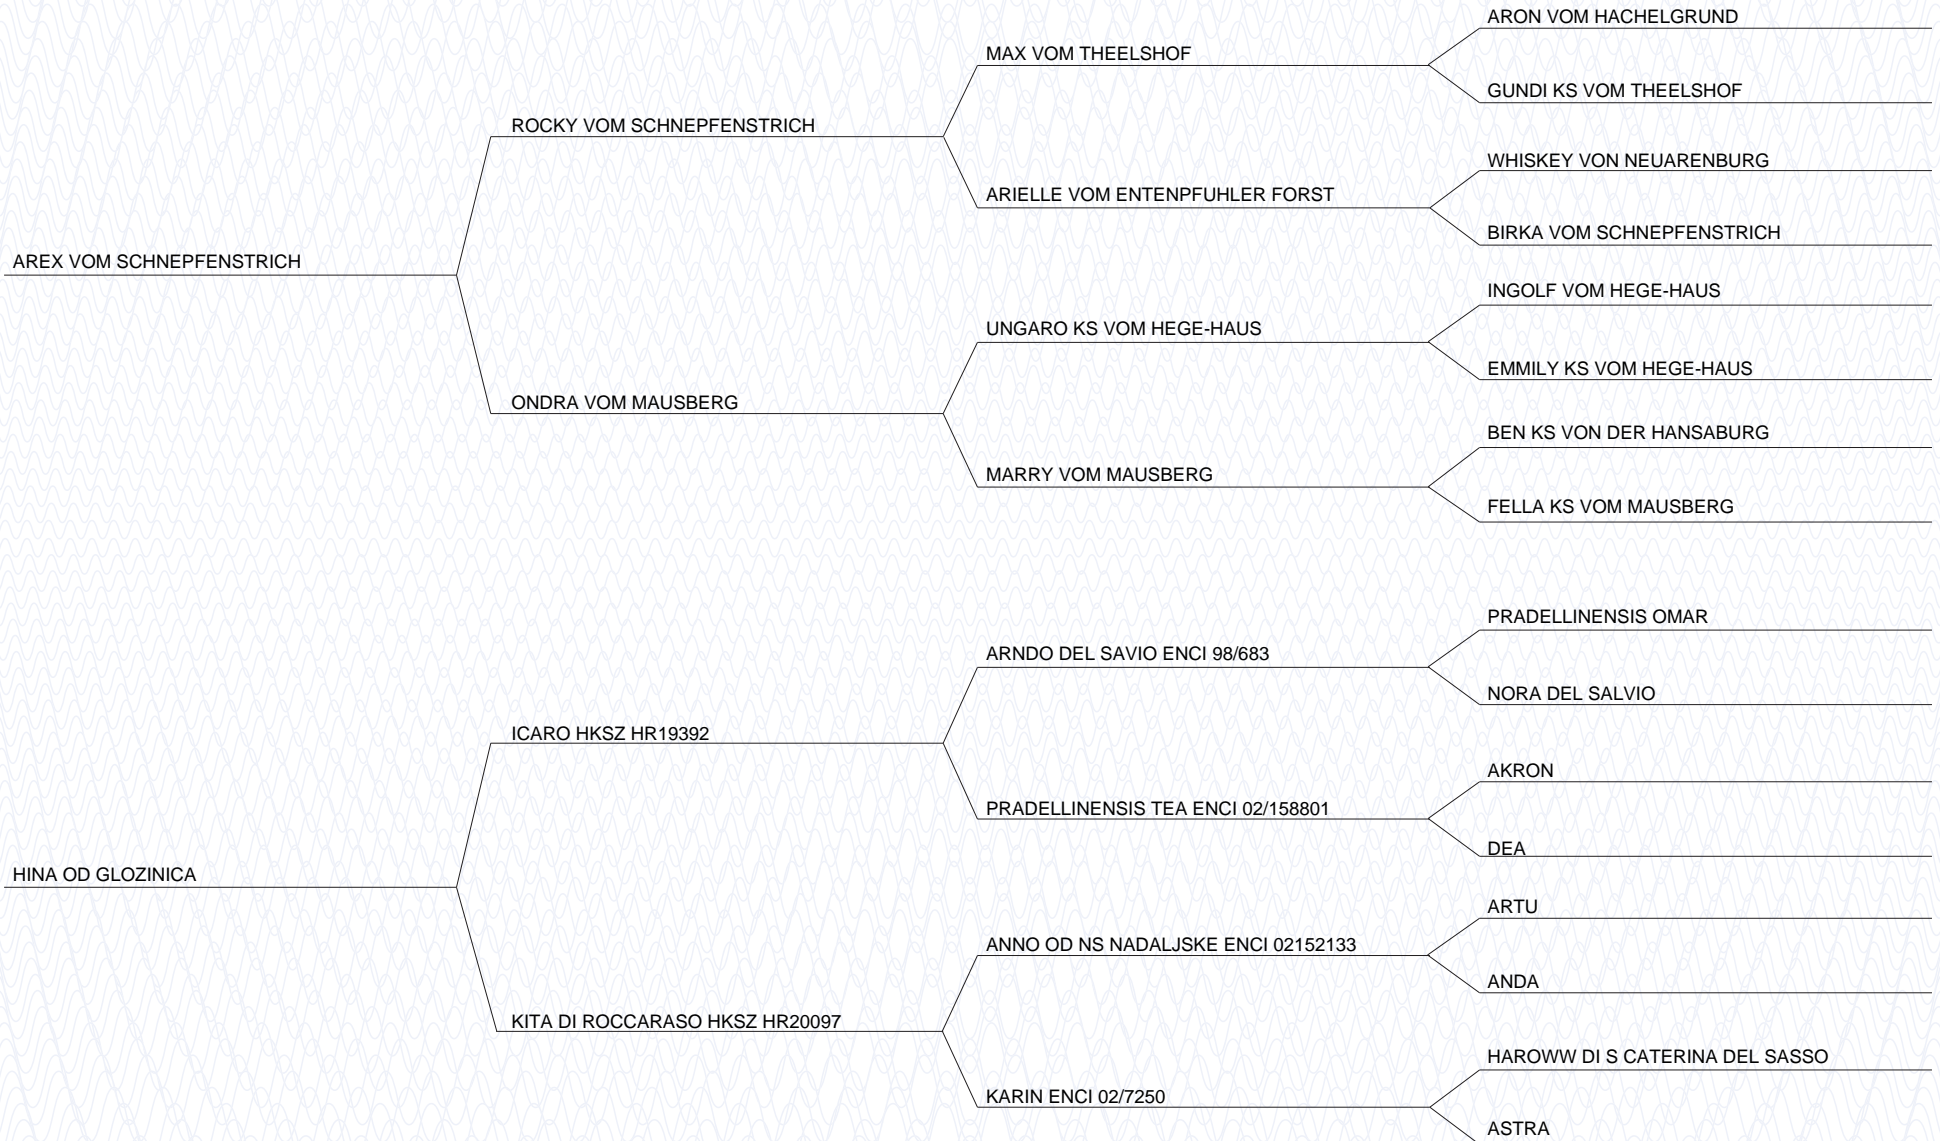 ARON VOM HACHELGRUND
MAX VOM THEELSHOF
GUNDI KS VOM THEELSHOF
ROCKY VOM SCHNEPFENSTRICH
WHISKEY VON NEUARENBURG
ARIELLE VOM ENTENPFUHLER FORST
BIRKA VOM SCHNEPFENSTRICH
AREX VOM SCHNEPFENSTRICH
INGOLF VOM HEGE-HAUS
UNGARO KS VOM HEGE-HAUS
EMMILY KS VOM HEGE-HAUS
ONDRA VOM MAUSBERG
BEN KS VON DER HANSABURG
MARRY VOM MAUSBERG
FELLA KS VOM MAUSBERG
PRADELLINENSIS OMAR
ARNDO DEL SAVIO ENCI 98/683
NORA DEL SALVIO
ICARO HKSZ HR19392
AKRON
PRADELLINENSIS TEA ENCI 02/158801
DEA
HINA OD GLOZINICA
ARTU
ANNO OD NS NADALJSKE ENCI 02152133
ANDA
KITA DI ROCCARASO HKSZ HR20097
HAROWW DI S CATERINA DEL SASSO
KARIN ENCI 02/7250
ASTRA